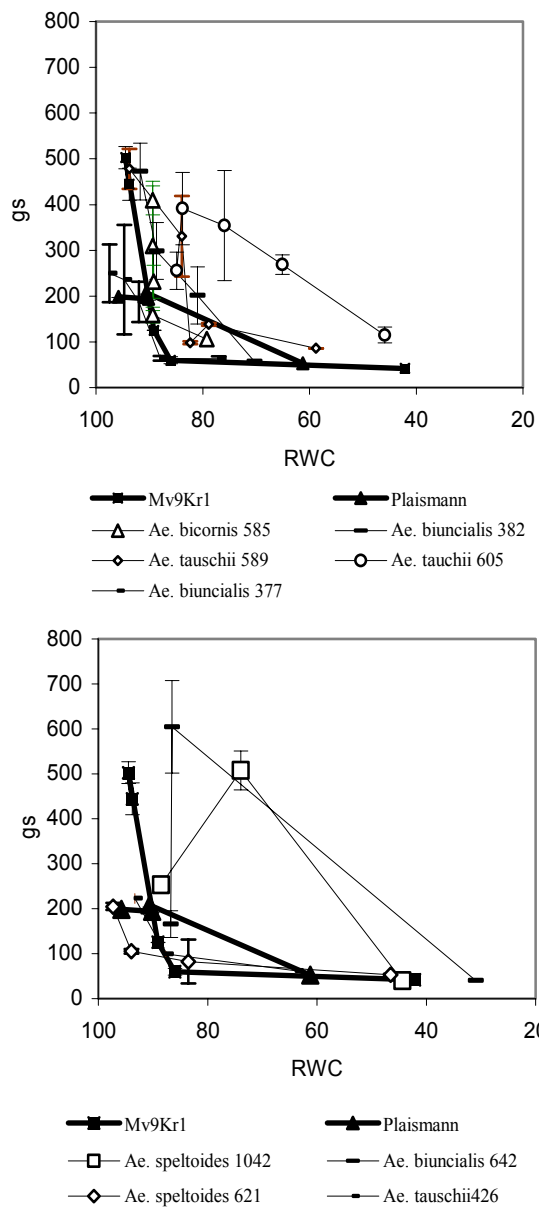 800
700
600
500
400
300
200
100
0
gs
100 80 60 40 20
RWC
Mv9Kr1 Plaismann
Ae. bicornis 585 Ae. biuncialis 382
Ae. tauschii 589 Ae. tauchii 605
Ae. biuncialis 377
800
700
600
500
400
300
200
100
0
gs
100 80 60 40 20
RWC
Mv9Kr1 Plaismann
Ae. speltoides 1042 Ae. biuncialis 642
Ae. speltoides 621 Ae. tauschii426